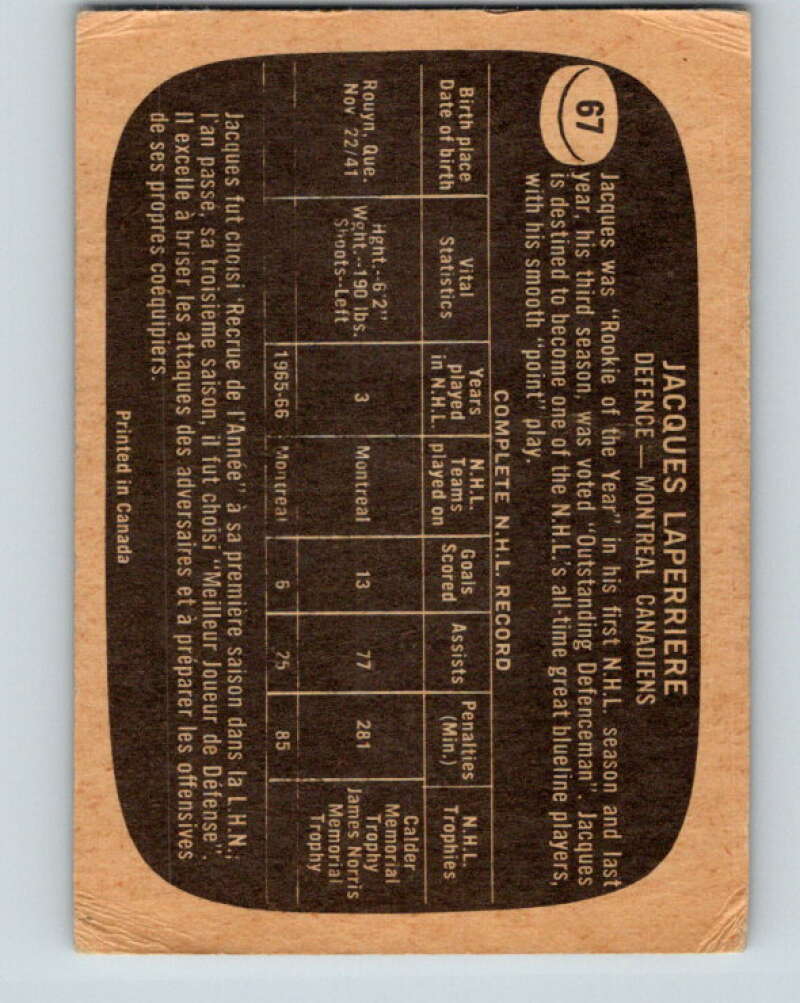 JACQUES LAPERRIERE
DEFENCE — MONTREAL CANADIENS
67
Jacques was "Rookie of the Year" in his first N.H.L. season and last
year, his third season, was voted "Outstanding Defenceman". Jacques
is destined to become one of the N.H.L.'s all-time great blueline players,
with his smooth "point" play.
COMPLETE N.H.L. RECORD
Birth place
Date of birth
Vital
Statistics
Years
played
in N.H.L.
N.H.L.
Teams
played on
Goals
Scored
Assists
Penalties
(Min.)
N.H.L.
Trophies
Rouyn, Que.
Nov 22/41
Hgnt.--6'2"
Wght.--190 lbs.
Shoots--Left
3
Montreal
13
77
281
Calder
Memorial
Trophy
James Norris
Memorial
Trophy
1965-66
Montreal
6
25
85
Jacques fut choisi 'Recrue de l'Année" à sa première saison dans la L.H.N.;
l'an passé, sa troisième saison, il fut choisi "Meilleur Joueur de Défense".
Il excelle à briser les attaques des adversaires et à préparer les offensives
de ses propres coéquipiers.
Printed in Canada